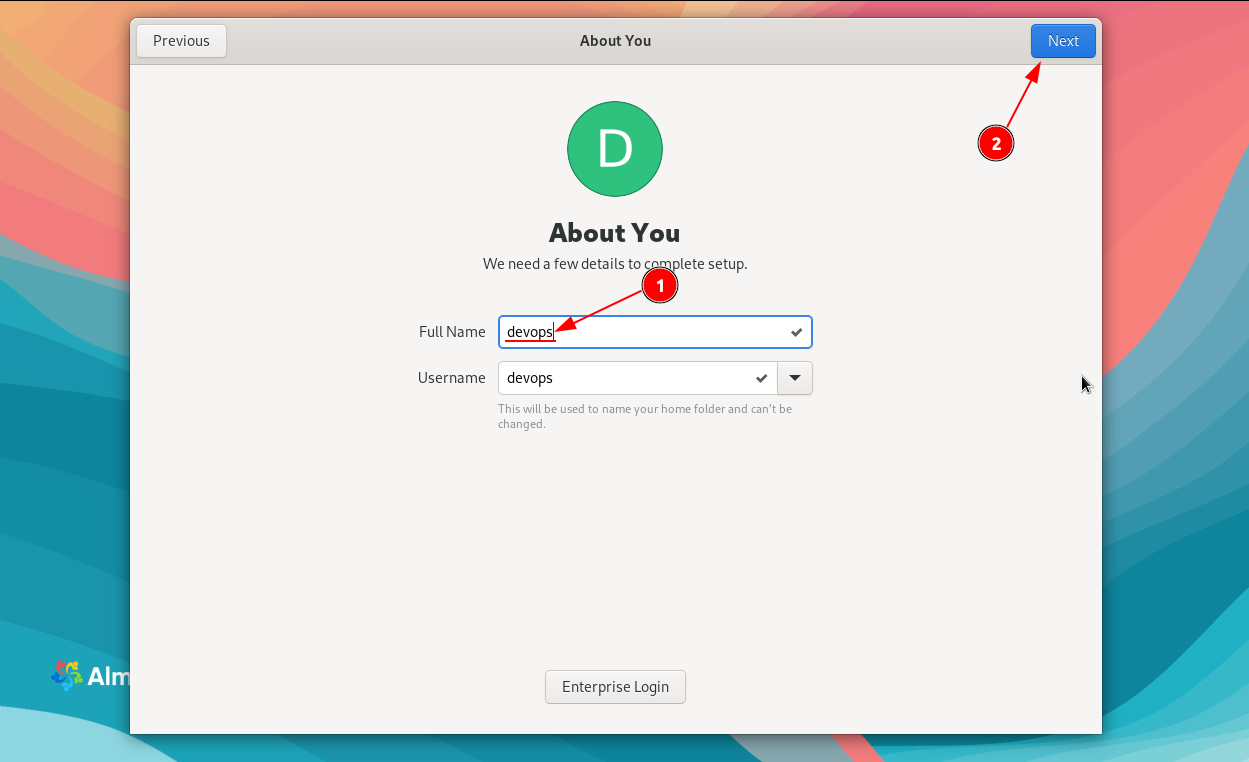 Previous
About You
Next
2
D
About You
We need a few details to complete setup.
1
Full Name
devops
Username
devops
This will be used to name your home folder and can't be
changed.
Alm
Enterprise Login